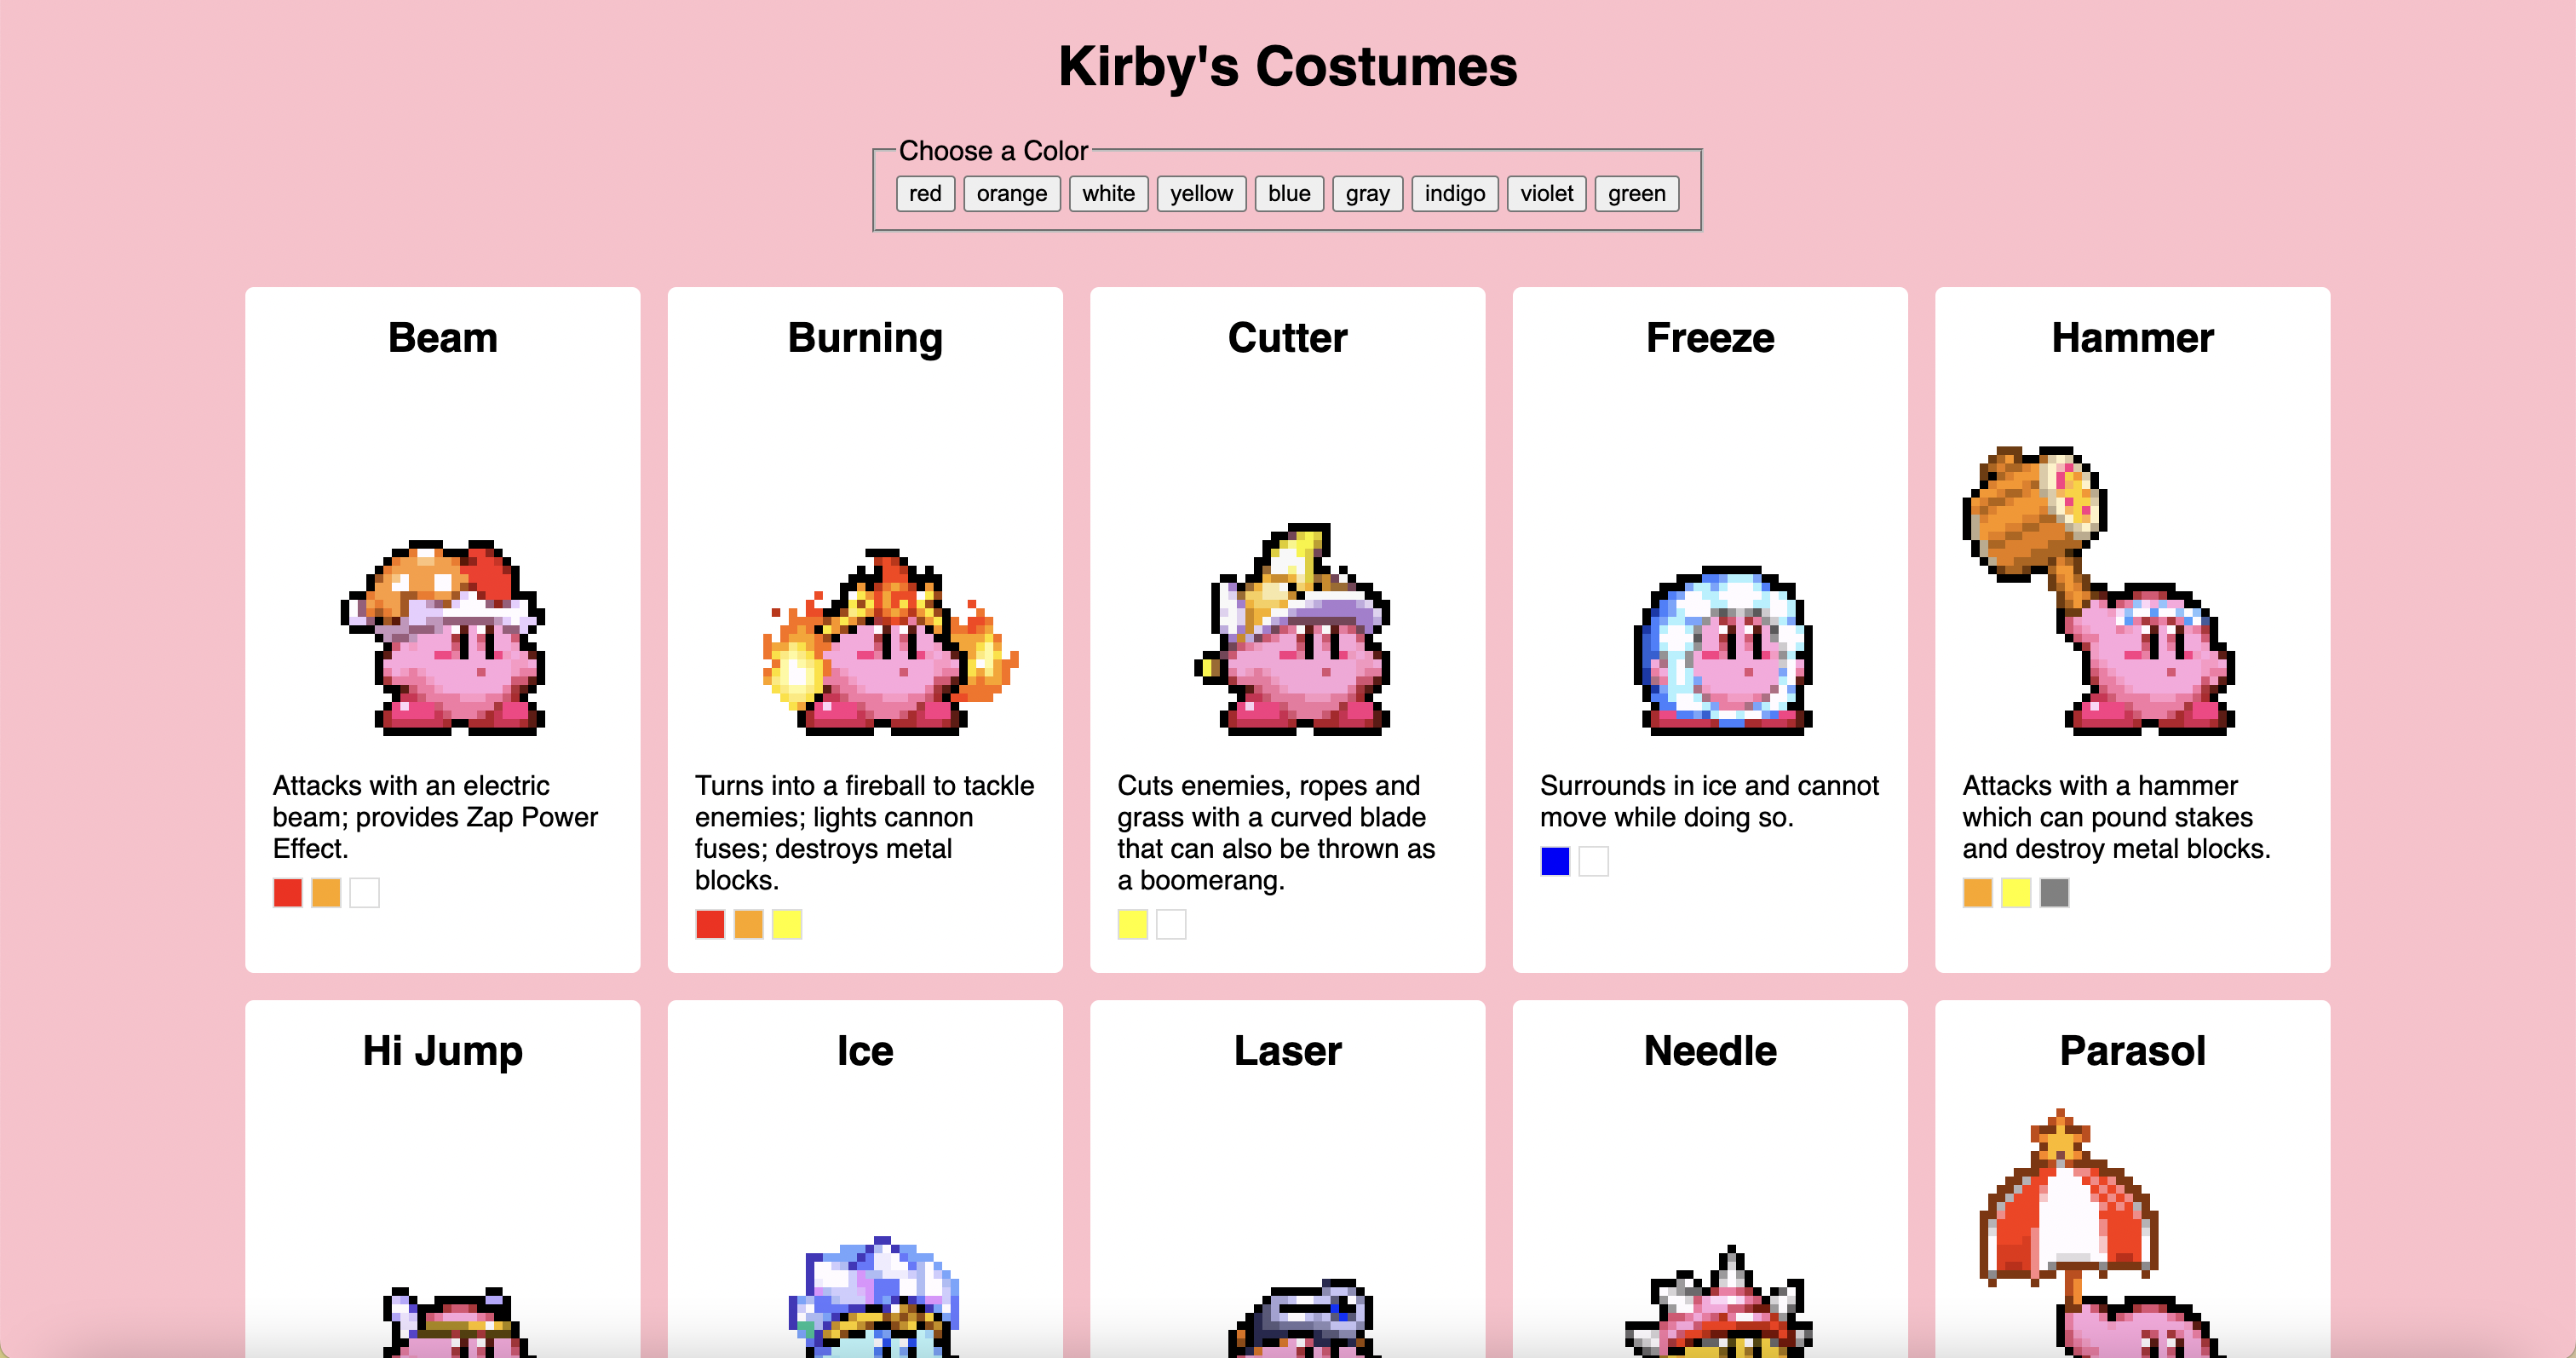 Kirby's Costumes
Choose a Color
red orange white yellow blue gray indigo violet green
Beam
Attacks with an electric
beam; provides Zap Power
Effect.
Burning
Turns into a fireball to tackle
enemies; lights cannon
fuses; destroys metal
blocks.
Cutter
Cuts enemies, ropes and
grass with a curved blade
that can also be thrown as
a boomerang.
Freeze
Surrounds in ice and cannot
move while doing so.
Hammer
Attacks with a hammer
which can pound stakes
and destroy metal blocks.
Hi Jump
Ice
Laser
Needle
Parasol